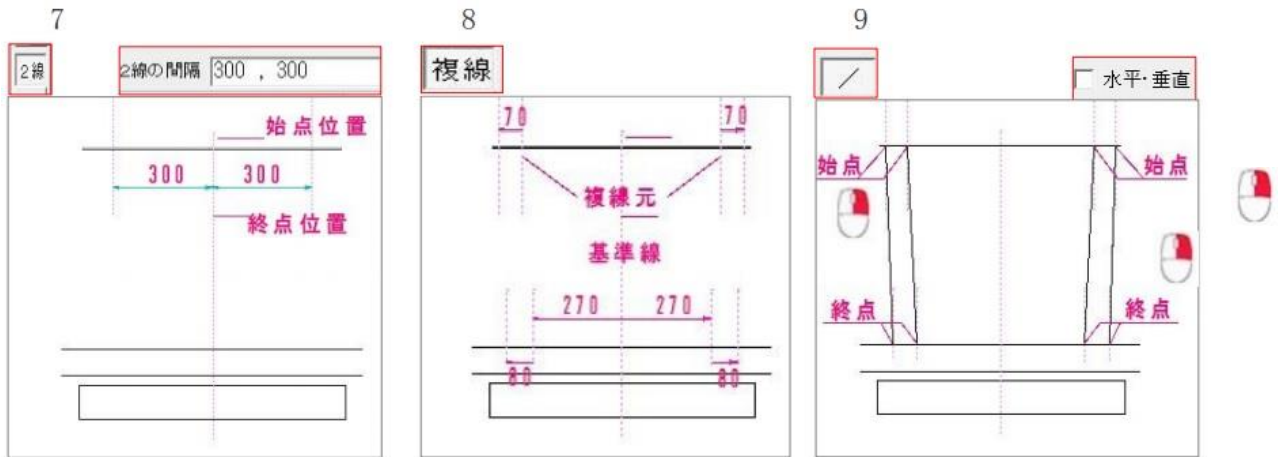 7
2線
2線の間隔 300 , 300
始点位置
300 300
終点位置
8
複線
70 70
複線元
基準線
270 270
80 80
9
／
水平・垂直
始点 始点
終点 終点